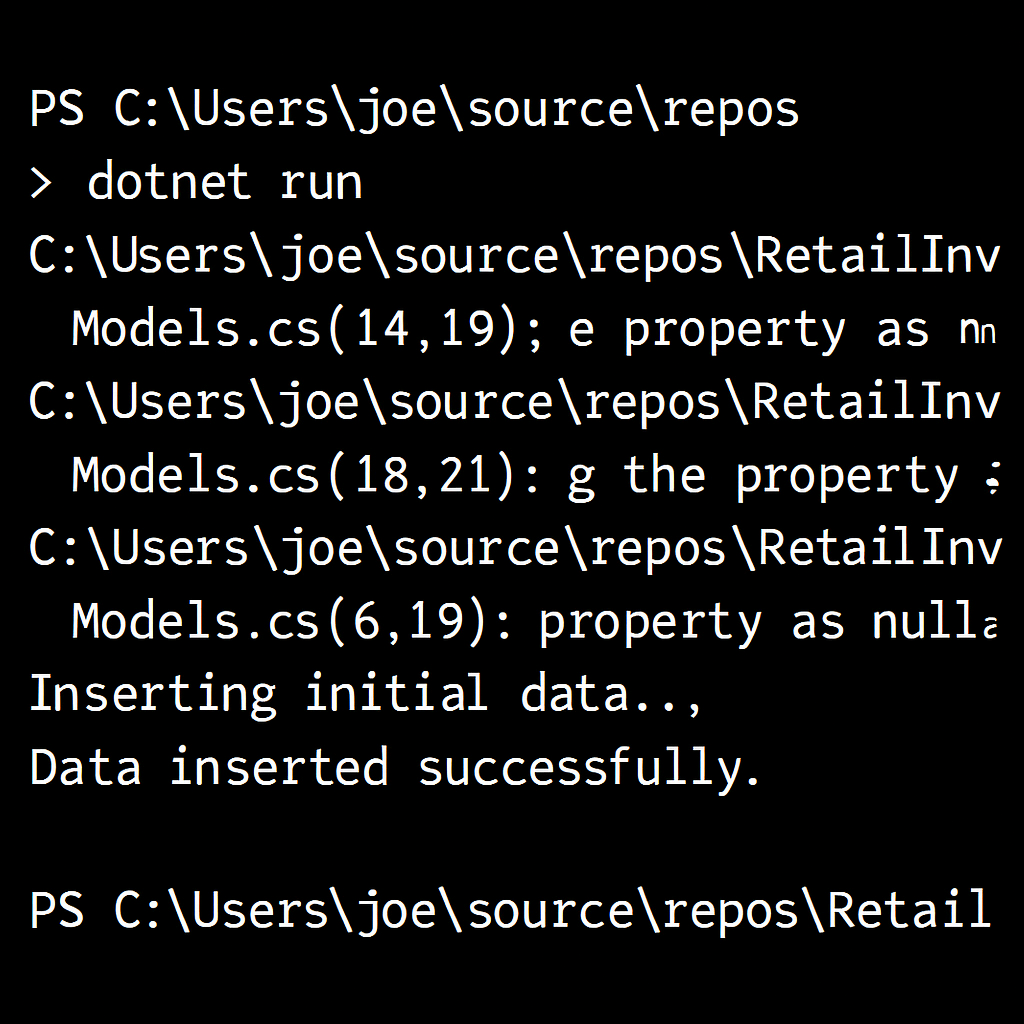 PS C:\Users\joe\source\repos
> dotnet run
C:\Users\joe\source\repos\RetailInv
Models.cs(14,19); e property as nn
C:\Users\joe\source\repos\RetailInv
Models.cs(18,21): g the property
C:\Users\joe\source\repos\RetailInv
Models.cs(6,19): property as nulla
Inserting initial data..,
Data inserted successfully.
PS C:\Users\joe\source\repos\Retail